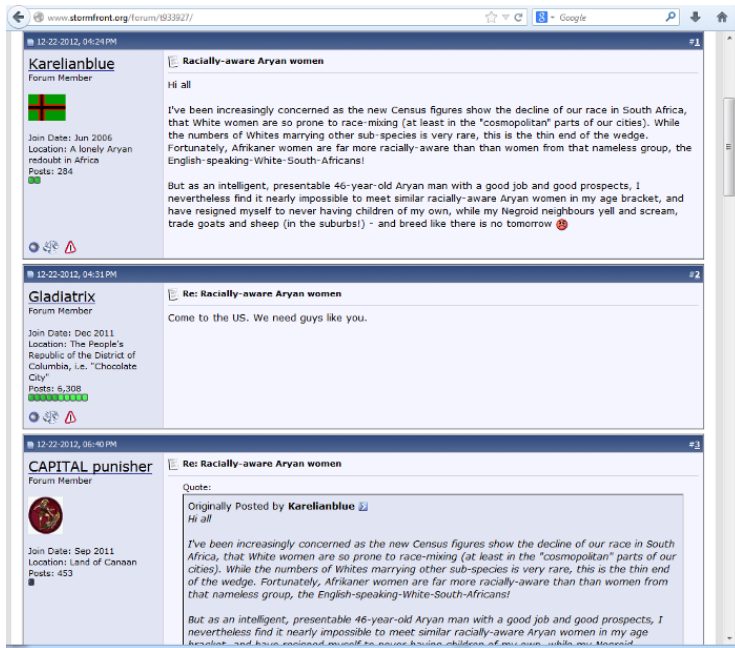 www.stormfront.org/forum/t933927/
Google
12-22-2012, 04:24 PM
#1
Karelianblue
Forum Member
Join Date: Jun 2006
Location: A lonely Aryan
redoubt in Africa
Posts: 284
Racially-aware Aryan women
Hi all
I've been increasingly concerned as the new Census figures show the decline of our race in South Africa,
that White women are so prone to race-mixing (at least in the "cosmopolitan" parts of our cities). While
the numbers of Whites marrying other sub-species is very rare, this is the thin end of the wedge.
Fortunately, Afrikaner women are far more racially-aware than than women from that nameless group, the
English-speaking-White-South-Africans!
But as an intelligent, presentable 46-year-old Aryan man with a good job and good prospects, I
nevertheless find it nearly impossible to meet similar racially-aware Aryan women in my age bracket, and
have resigned myself to never having children of my own, while my Negroid neighbours yell and scream,
trade goats and sheep (in the suburbs!) - and breed like there is no tomorrow
12-22-2012, 04:31 PM
#2
Gladiatrix
Forum Member
Join Date: Dec 2011
Location: The People's
Republic of the District of
Columbia, i.e. "Chocolate
City"
Posts: 6,308
Re: Racially-aware Aryan women
Come to the US. We need guys like you.
12-22-2012, 06:40 PM
#3
CAPITAL punisher
Forum Member
Join Date: Sep 2011
Location: Land of Canaan
Posts: 453
Re: Racially-aware Aryan women
Quote:
Originally Posted by Karelianblue
Hi all
I've been increasingly concerned as the new Census figures show the decline of our race in South
Africa, that White women are so prone to race-mixing (at least in the "cosmopolitan" parts of our
cities). While the numbers of Whites marrying other sub-species is very rare, this is the thin end
of the wedge. Fortunately, Afrikaner women are far more racially-aware than than women from
that nameless group, the English-speaking-White-South-Africans!
But as an intelligent, presentable 46-year-old Aryan man with a good job and good prospects, I
nevertheless find it nearly impossible to meet similar racially-aware Aryan women in my age
bracket, and have resigned myself to never having children of my own, while my Negroid